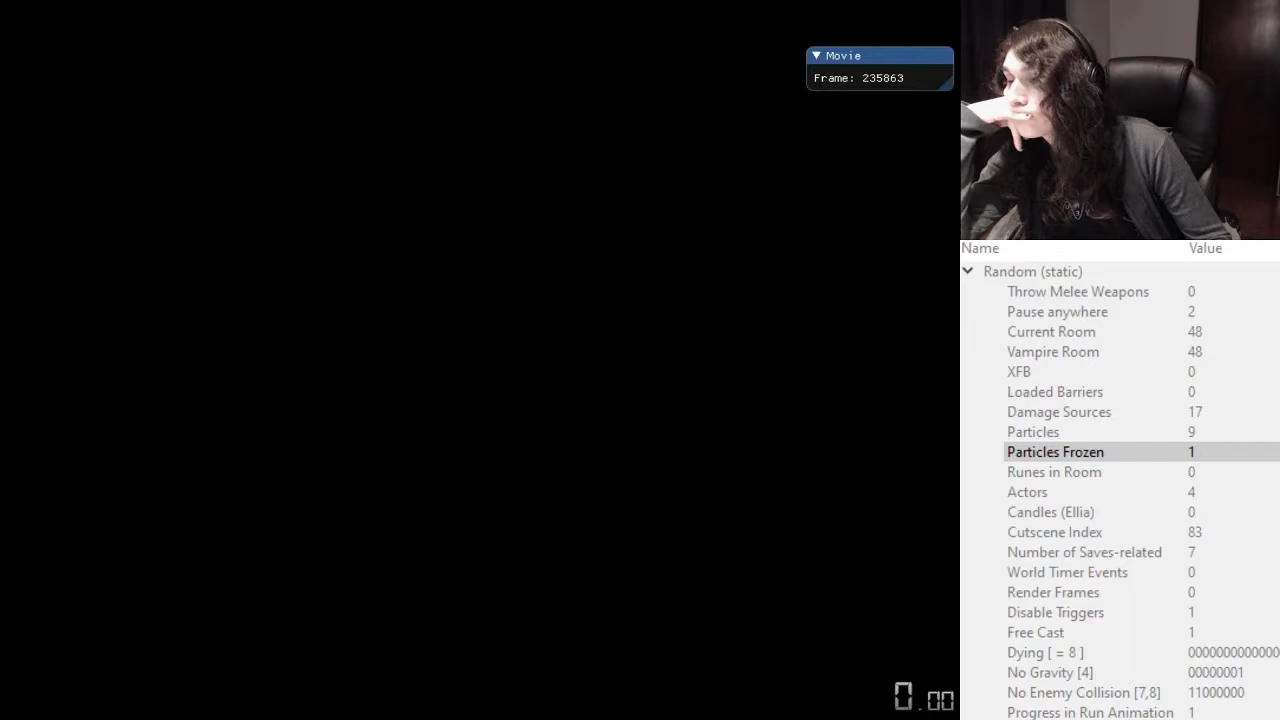 Movie
Frame: 235863
Name Value
Random (static)
Throw Melee Weapons 0
Pause anywhere 2
Current Room 48
Vampire Room 48
XFB 0
Loaded Barriers 0
Damage Sources 17
Particles 9
Particles Frozen 1
Runes in Room 0
Actors 4
Candles (Ellia) 0
Cutscene Index 83
Number of Saves-related 7
World Timer Events 0
Render Frames 0
Disable Triggers 1
Free Cast 1
Dying [ = 8 ] 0000000000000
No Gravity [4] 00000001
No Enemy Collision [7,8] 11000000
Progress in Run Animation 1
0.00